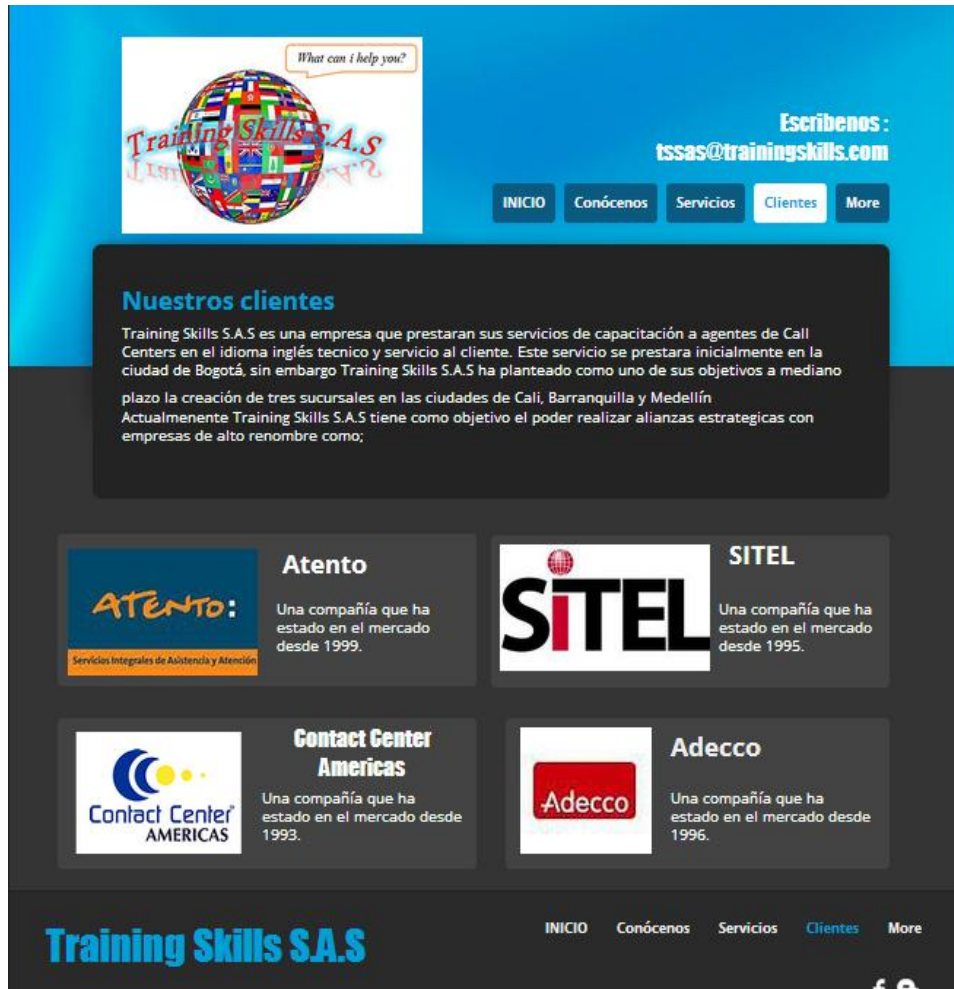 What can i help you?
Training Skills S.A.S
Escribenos :
tssas@trainingskills.com
INICIO Conócenos Servicios Clientes More
Nuestros clientes
Training Skills S.A.S es una empresa que prestaran sus servicios de capacitación a agentes de Call
Centers en el idioma inglés tecnico y servicio al cliente. Este servicio se prestara inicialmente en la
ciudad de Bogotá, sin embargo Training Skills S.A.S ha planteado como uno de sus objetivos a mediano
plazo la creación de tres sucursales en las ciudades de Cali, Barranquilla y Medellín
Actualmenente Training Skills S.A.S tiene como objetivo el poder realizar alianzas estrategicas con
empresas de alto renombre como;
ATENTO:
Servicios Integrales de Asistencia y Atención
Atento
Una compañía que ha
estado en el mercado
desde 1999.
SiTEL
SITEL
Una compañía que ha
estado en el mercado
desde 1995.
Contact Center
AMERICAS
Contact Center
Americas
Una compañía que ha
estado en el mercado desde
1993.
Adecco
Adecco
Una compañía que ha
estado en el mercado desde
1996.
Training Skills S.A.S
INICIO Conócenos Servicios Clientes More